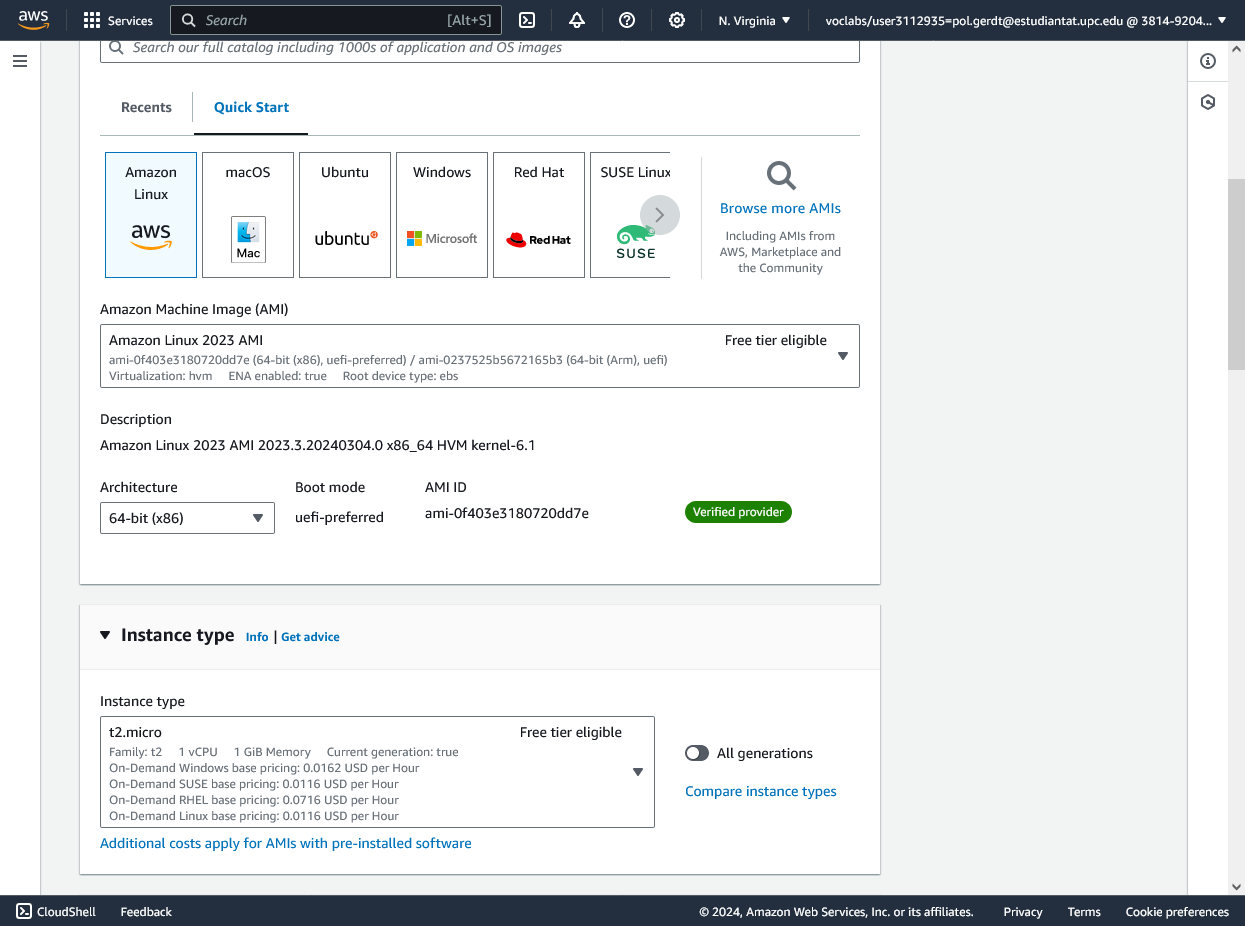 aws
Services
Search
[Alt+S]
N. Virginia
voclabs/user3112935=pol.gerdt@estudiantat.upc.edu @ 3814-9204...
Search our full catalog including 1000s of application and OS images
Recents
Quick Start
Amazon
Linux
aws
macOS
Mac
Ubuntu
ubuntu
Windows
Microsoft
Red Hat
Red Hat
SUSE Linux
SUSE
Browse more AMIs
Including AMIs from
AWS, Marketplace and
the Community
Amazon Machine Image (AMI)
Amazon Linux 2023 AMI
Free tier eligible
ami-0f403e3180720dd7e (64-bit (x86), uefi-preferred) / ami-0237525b5672165b3 (64-bit (Arm), uefi)
Virtualization: hvm ENA enabled: true Root device type: ebs
Description
Amazon Linux 2023 AMI 2023.3.20240304.0 x86_64 HVM kernel-6.1
Architecture
Boot mode
AMI ID
64-bit (x86)
uefi-preferred
ami-0f403e3180720dd7e
Verified provider
Instance type Info | Get advice
Instance type
t2.micro
Free tier eligible
Family: t2 1 vCPU 1 GiB Memory Current generation: true
On-Demand Windows base pricing: 0.0162 USD per Hour
On-Demand SUSE base pricing: 0.0116 USD per Hour
On-Demand RHEL base pricing: 0.0716 USD per Hour
On-Demand Linux base pricing: 0.0116 USD per Hour
All generations
Compare instance types
Additional costs apply for AMIs with pre-installed software
CloudShell
Feedback
© 2024, Amazon Web Services, Inc. or its affiliates.
Privacy
Terms
Cookie preferences